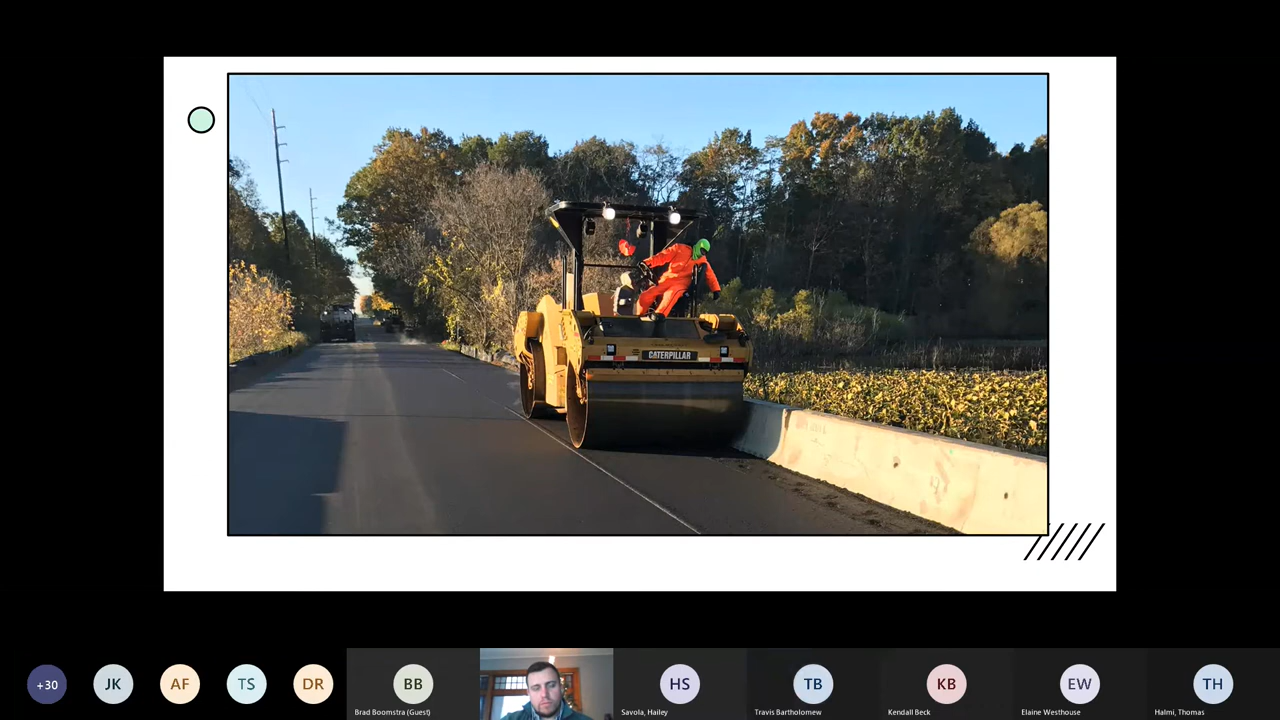 CATERPILLAR
+30
JK
AF
TS
DR
BB
Brad Boomstra (Guest)
HS
Savola, Hailey
TB
Travis Bartholomew
KB
Kendall Beck
EW
Elaine Westhouse
TH
Halmi, Thomas